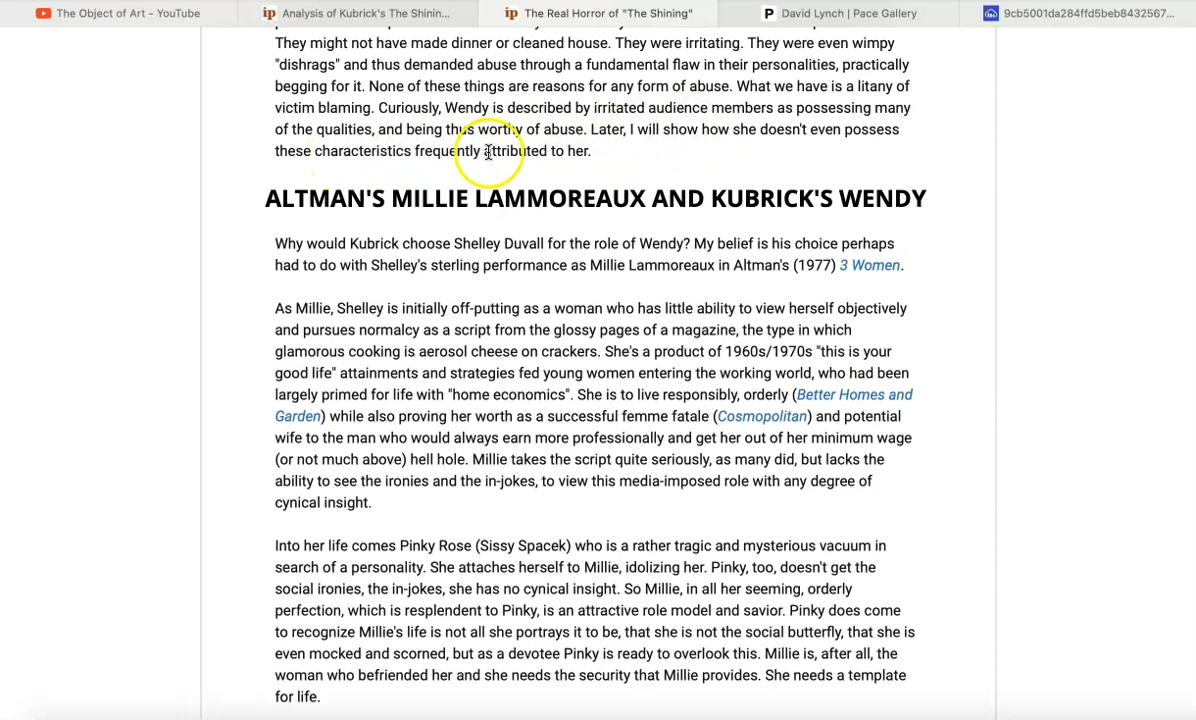 The Object of Art - YouTube
ip Analysis of Kubrick's The Shinin...
ip The Real Horror of "The Shining"
P David Lynch | Pace Gallery
9cb5001da284ffd5beb8432567...
They might not have made dinner or cleaned house. They were irritating. They were even wimpy
"dishrags" and thus demanded abuse through a fundamental flaw in their personalities, practically
begging for it. None of these things are reasons for any form of abuse. What we have is a litany of
victim blaming. Curiously, Wendy is described by irritated audience members as possessing many
of the qualities, and being thus worthy of abuse. Later, I will show how she doesn't even possess
these characteristics frequently attributed to her.
ALTMAN'S MILLIE LAMMOREAUX AND KUBRICK'S WENDY
Why would Kubrick choose Shelley Duvall for the role of Wendy? My belief is his choice perhaps
had to do with Shelley's sterling performance as Millie Lammoreaux in Altman's (1977) 3 Women.
As Millie, Shelley is initially off-putting as a woman who has little ability to view herself objectively
and pursues normalcy as a script from the glossy pages of a magazine, the type in which
glamorous cooking is aerosol cheese on crackers. She's a product of 1960s/1970s "this is your
good life" attainments and strategies fed young women entering the working world, who had been
largely primed for life with "home economics". She is to live responsibly, orderly (Better Homes and
Garden) while also proving her worth as a successful femme fatale (Cosmopolitan) and potential
wife to the man who would always earn more professionally and get her out of her minimum wage
(or not much above) hell hole. Millie takes the script quite seriously, as many did, but lacks the
ability to see the ironies and the in-jokes, to view this media-imposed role with any degree of
cynical insight.
Into her life comes Pinky Rose (Sissy Spacek) who is a rather tragic and mysterious vacuum in
search of a personality. She attaches herself to Millie, idolizing her. Pinky, too, doesn't get the
social ironies, the in-jokes, she has no cynical insight. So Millie, in all her seeming, orderly
perfection, which is resplendent to Pinky, is an attractive role model and savior. Pinky does come
to recognize Millie's life is not all she portrays it to be, that she is not the social butterfly, that she is
even mocked and scorned, but as a devotee Pinky is ready to overlook this. Millie is, after all, the
woman who befriended her and she needs the security that Millie provides. She needs a template
for life.